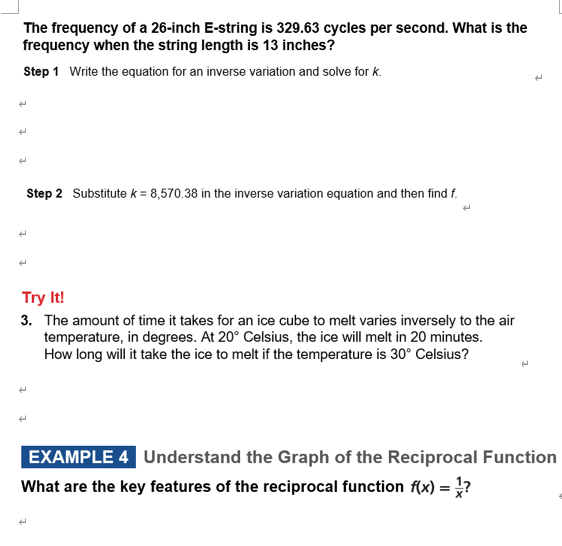 The frequency of a 26-inch E-string is 329.63 cycles per second. What is the
frequency when the string length is 13 inches?
Step 1 Write the equation for an inverse variation and solve for k.
Step 2 Substitute k = 8,570.38 in the inverse variation equation and then find f.
Try It!
3. The amount of time it takes for an ice cube to melt varies inversely to the air
temperature, in degrees. At 20° Celsius, the ice will melt in 20 minutes.
How long will it take the ice to melt if the temperature is 30° Celsius?
EXAMPLE 4 Understand the Graph of the Reciprocal Function
What are the key features of the reciprocal function f(x) = 1/x?